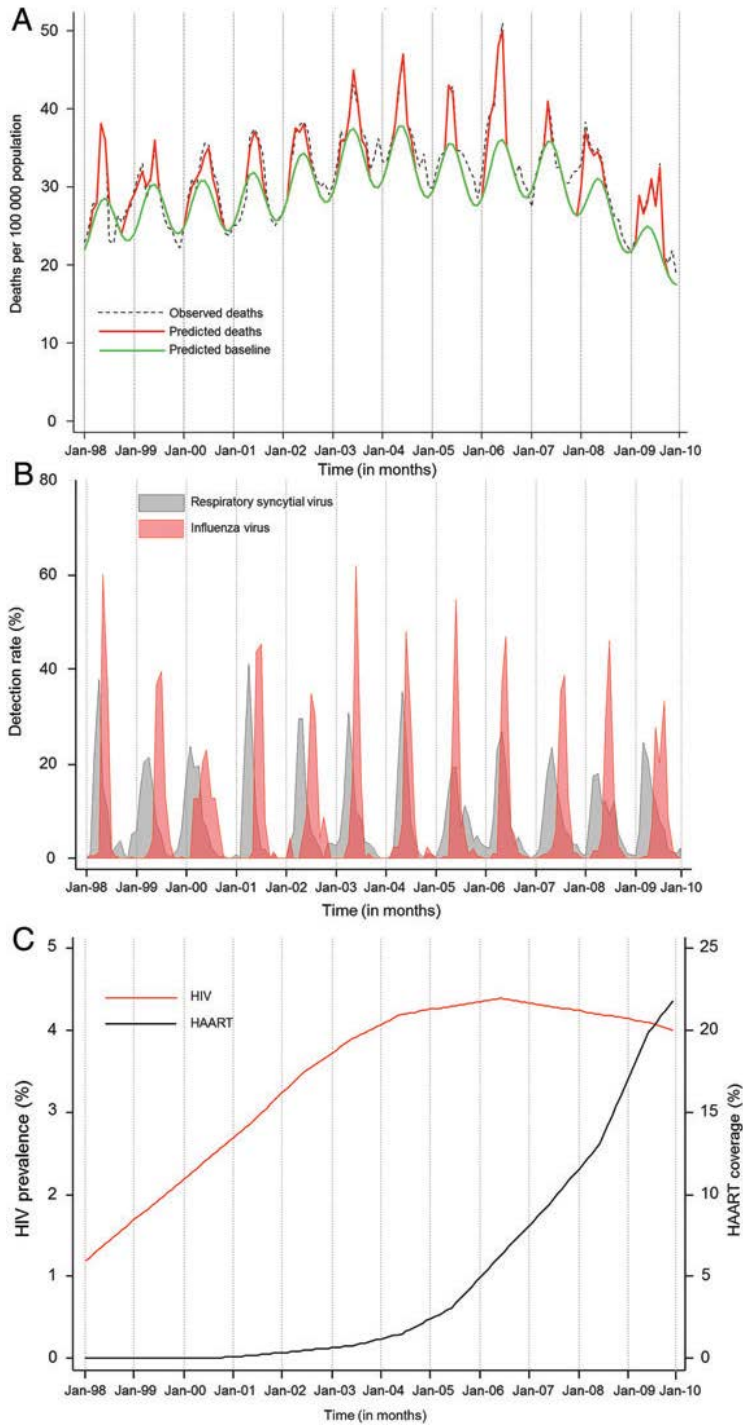 A
Deaths per 100 000 population
50
40
30
20
10
0
Observed deaths
Predicted deaths
Predicted baseline
Jan-98 Jan-99 Jan-00 Jan-01 Jan-02 Jan-03 Jan-04 Jan-05 Jan-06 Jan-07 Jan-08 Jan-09 Jan-10
Time (in months)
B
Detection rate (%)
80
60
40
20
0
Respiratory syncytial virus
Influenza virus
Jan-98 Jan-99 Jan-00 Jan-01 Jan-02 Jan-03 Jan-04 Jan-05 Jan-06 Jan-07 Jan-08 Jan-09 Jan-10
Time (in months)
C
HIV prevalence (%)
5
4
3
2
1
0
HIV
HAART
25
20
15
10
5
0
HAART coverage (%)
Jan-98 Jan-99 Jan-00 Jan-01 Jan-02 Jan-03 Jan-04 Jan-05 Jan-06 Jan-07 Jan-08 Jan-09 Jan-10
Time (in months)